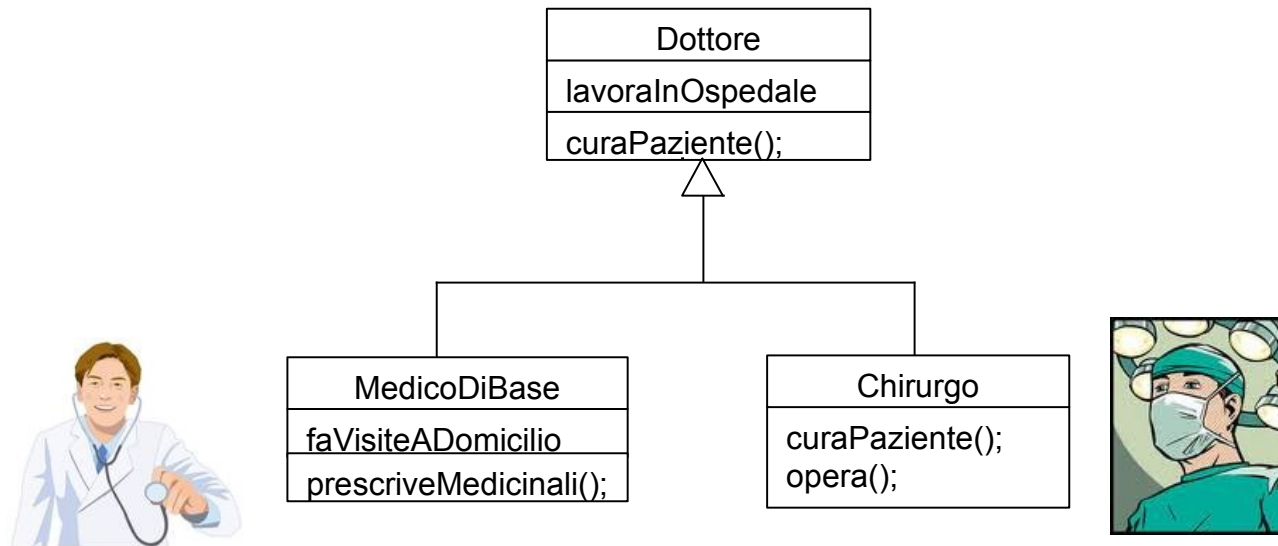 Dottore
lavoraInOspedale
curaPaziente();
MedicoDiBase
faVisiteADomicilio
prescriveMedicinali();
Chirurgo
curaPaziente();
opera();